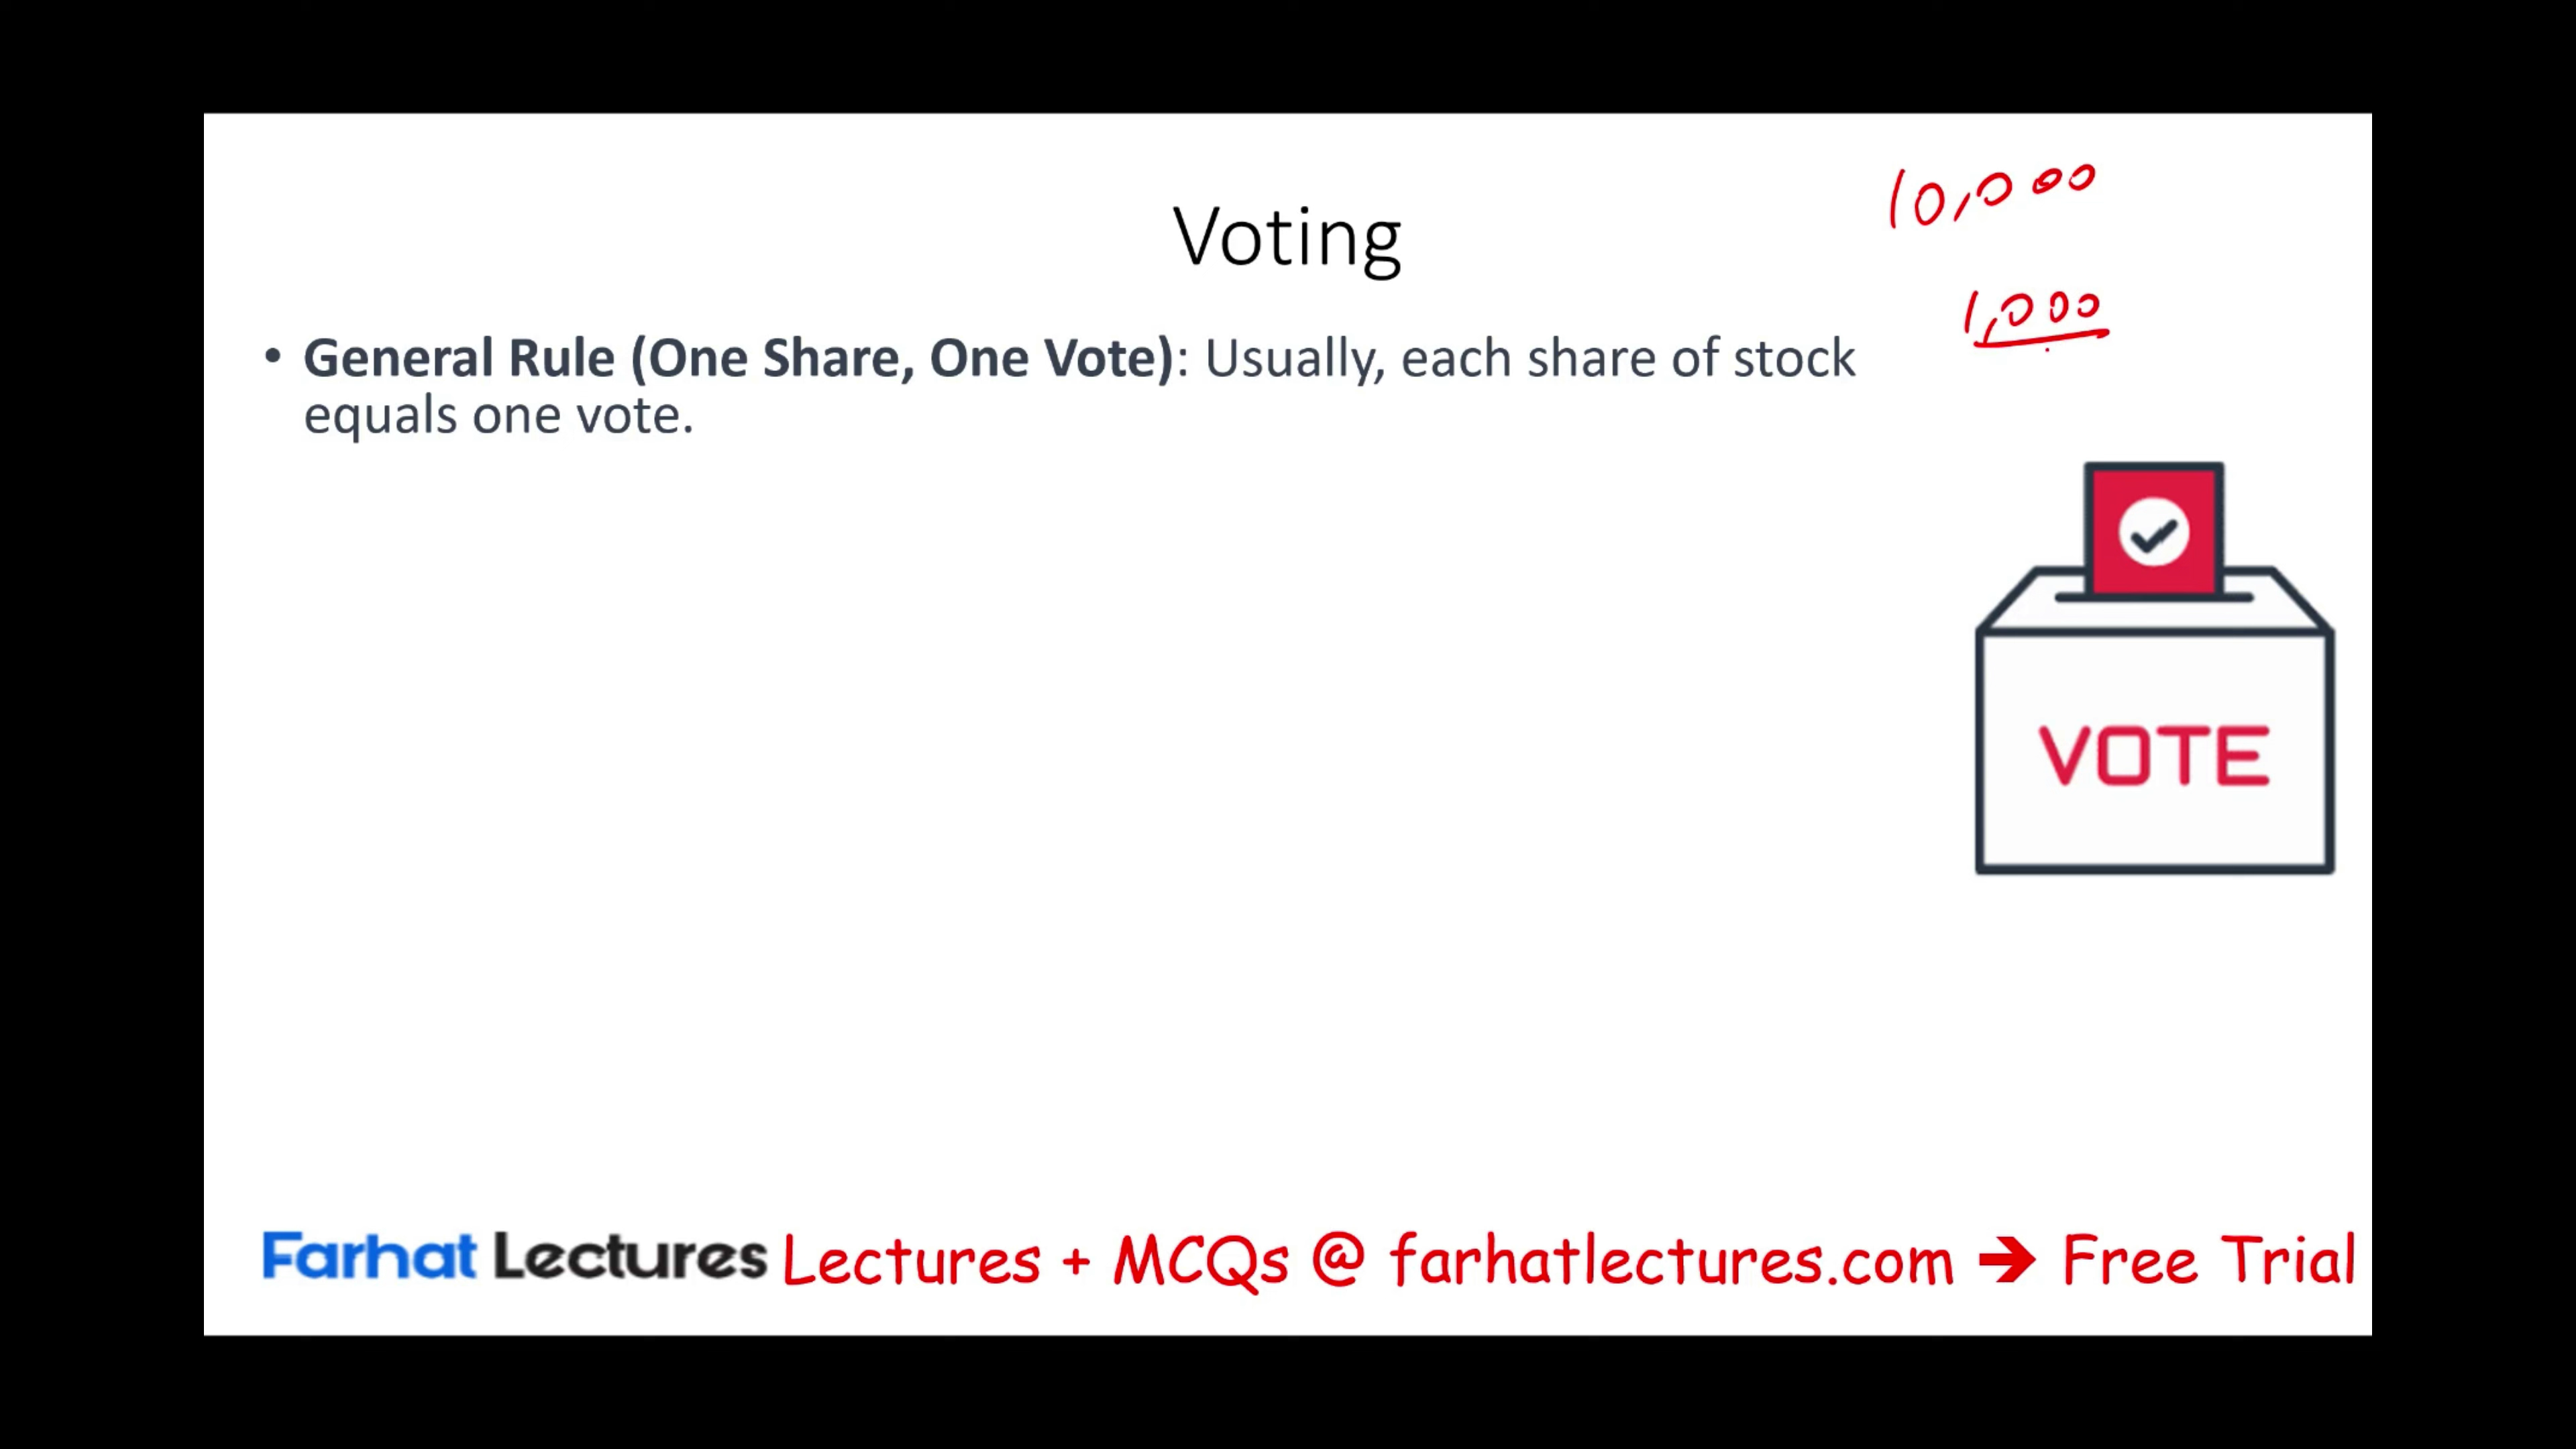 Voting
10,000
1,000
• General Rule (One Share, One Vote): Usually, each share of stock
equals one vote.
VOTE
Farhat Lectures Lectures + MCQs @ farhatlectures.com ➔ Free Trial